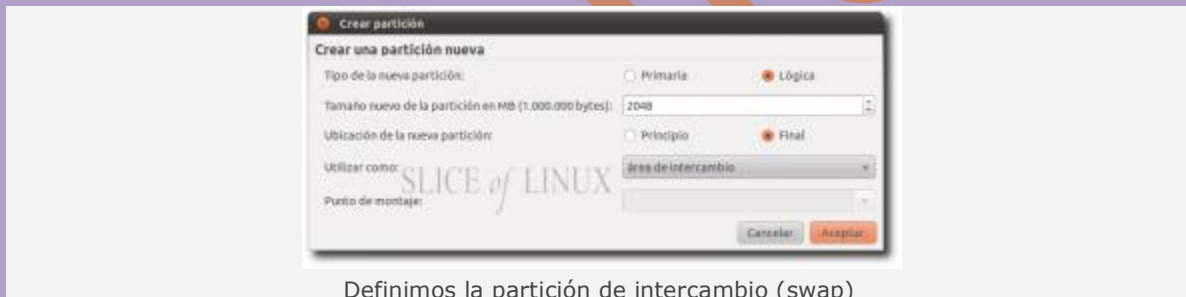 Crear partición
Crear una partición nueva
Tipo de la nueva partición: Primaria Lógica
Tamaño nuevo de la partición en MB (1.000.000 bytes): 2048
Ubicación de la nueva partición: Principio Final
Utilizar como: área de intercambio
SLICE of LINUX
Punto de montaje:
Cancelar Aceptar
Definimos la partición de intercambio (swap)